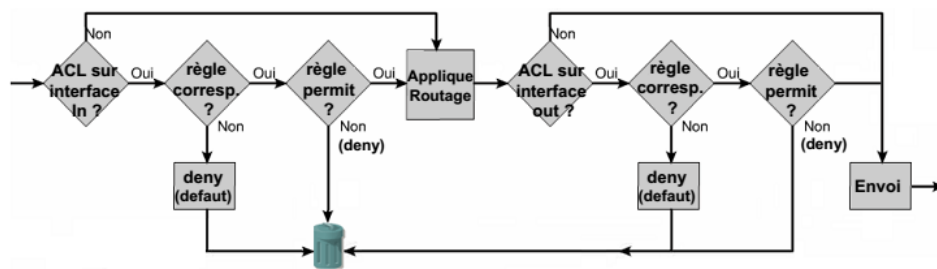 Non
ACL sur
interface
In ?
Oui
règle
corresp.
?
Oui
règle
permit
?
Oui
Applique
Routage
Non
Non
(deny)
deny
(defaut)
Non
ACL sur
interface
out ?
Oui
règle
corresp.
?
Oui
règle
permit
?
Non
Non
(deny)
deny
(defaut)
Envoi